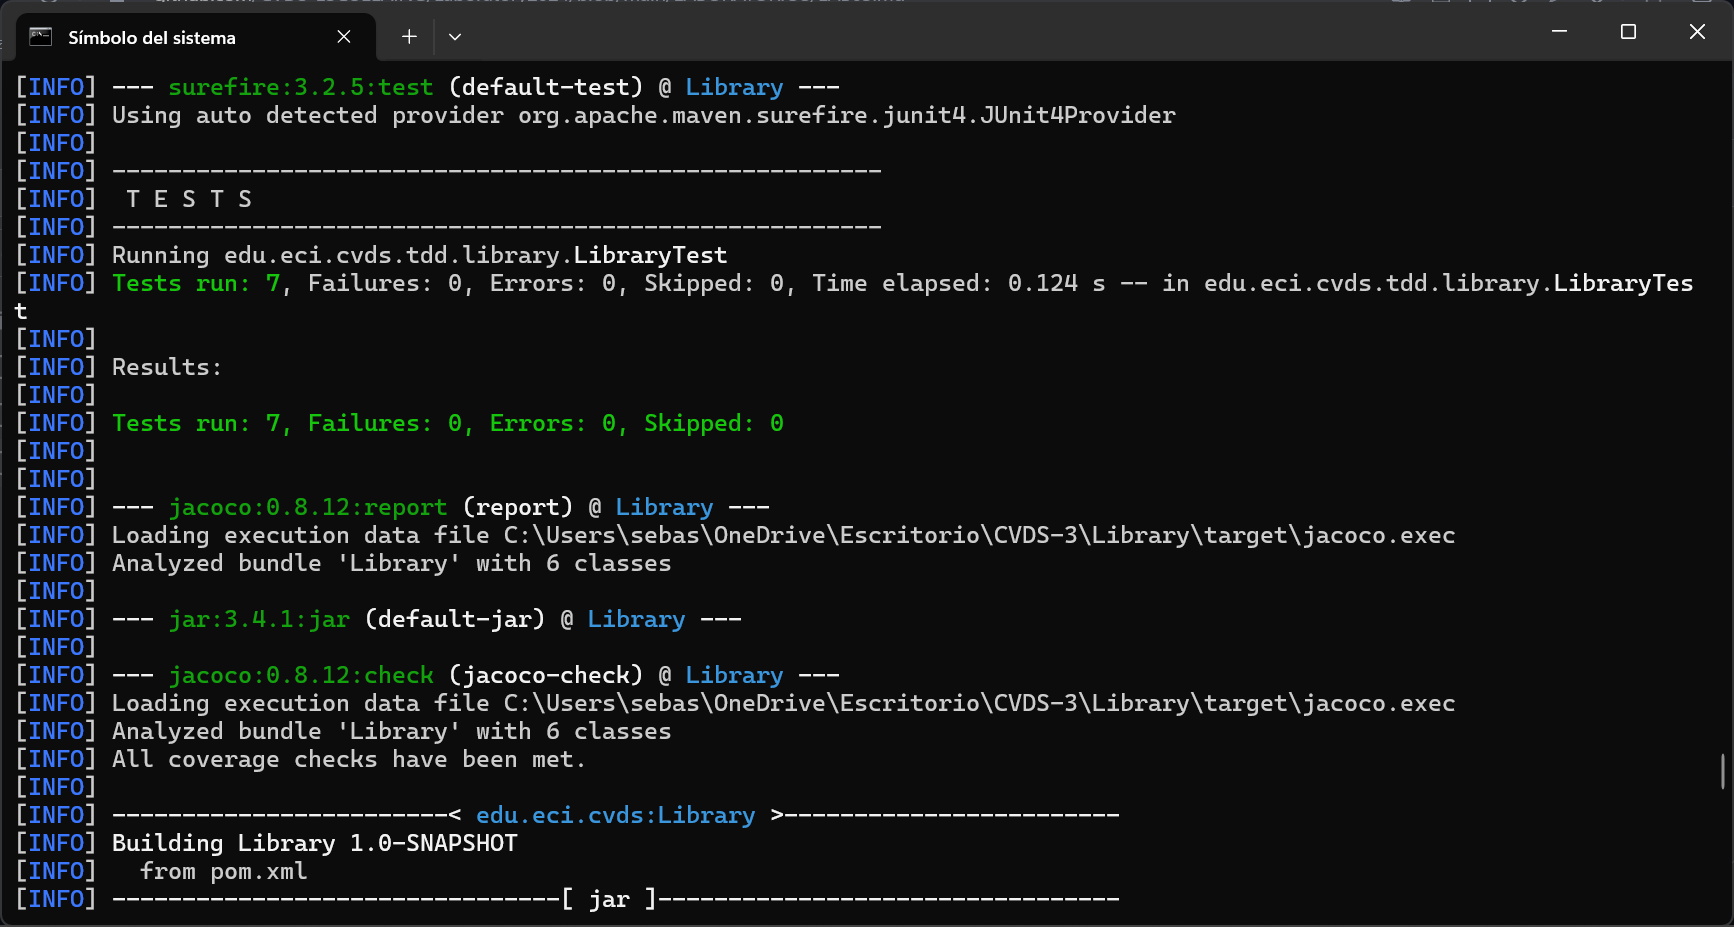 Símbolo del sistema
[INFO] --- surefire:3.2.5:test (default-test) @ Library ---
[INFO] Using auto detected provider org.apache.maven.surefire.junit4.JUnit4Provider
[INFO]
[INFO] -------------------------------------------------------
[INFO]  T E S T S
[INFO] -------------------------------------------------------
[INFO] Running edu.eci.cvds.tdd.library.LibraryTest
[INFO] Tests run: 7, Failures: 0, Errors: 0, Skipped: 0, Time elapsed: 0.124 s -- in edu.eci.cvds.tdd.library.LibraryTes
t
[INFO]
[INFO] Results:
[INFO]
[INFO] Tests run: 7, Failures: 0, Errors: 0, Skipped: 0
[INFO]
[INFO]
[INFO] --- jacoco:0.8.12:report (report) @ Library ---
[INFO] Loading execution data file C:\Users\sebas\OneDrive\Escritorio\CVDS-3\Library\target\jacoco.exec
[INFO] Analyzed bundle 'Library' with 6 classes
[INFO]
[INFO] --- jar:3.4.1:jar (default-jar) @ Library ---
[INFO]
[INFO] --- jacoco:0.8.12:check (jacoco-check) @ Library ---
[INFO] Loading execution data file C:\Users\sebas\OneDrive\Escritorio\CVDS-3\Library\target\jacoco.exec
[INFO] Analyzed bundle 'Library' with 6 classes
[INFO] All coverage checks have been met.
[INFO]
[INFO] ------------------------< edu.eci.cvds:Library >------------------------
[INFO] Building Library 1.0-SNAPSHOT
[INFO]   from pom.xml
[INFO] --------------------------------[ jar ]---------------------------------